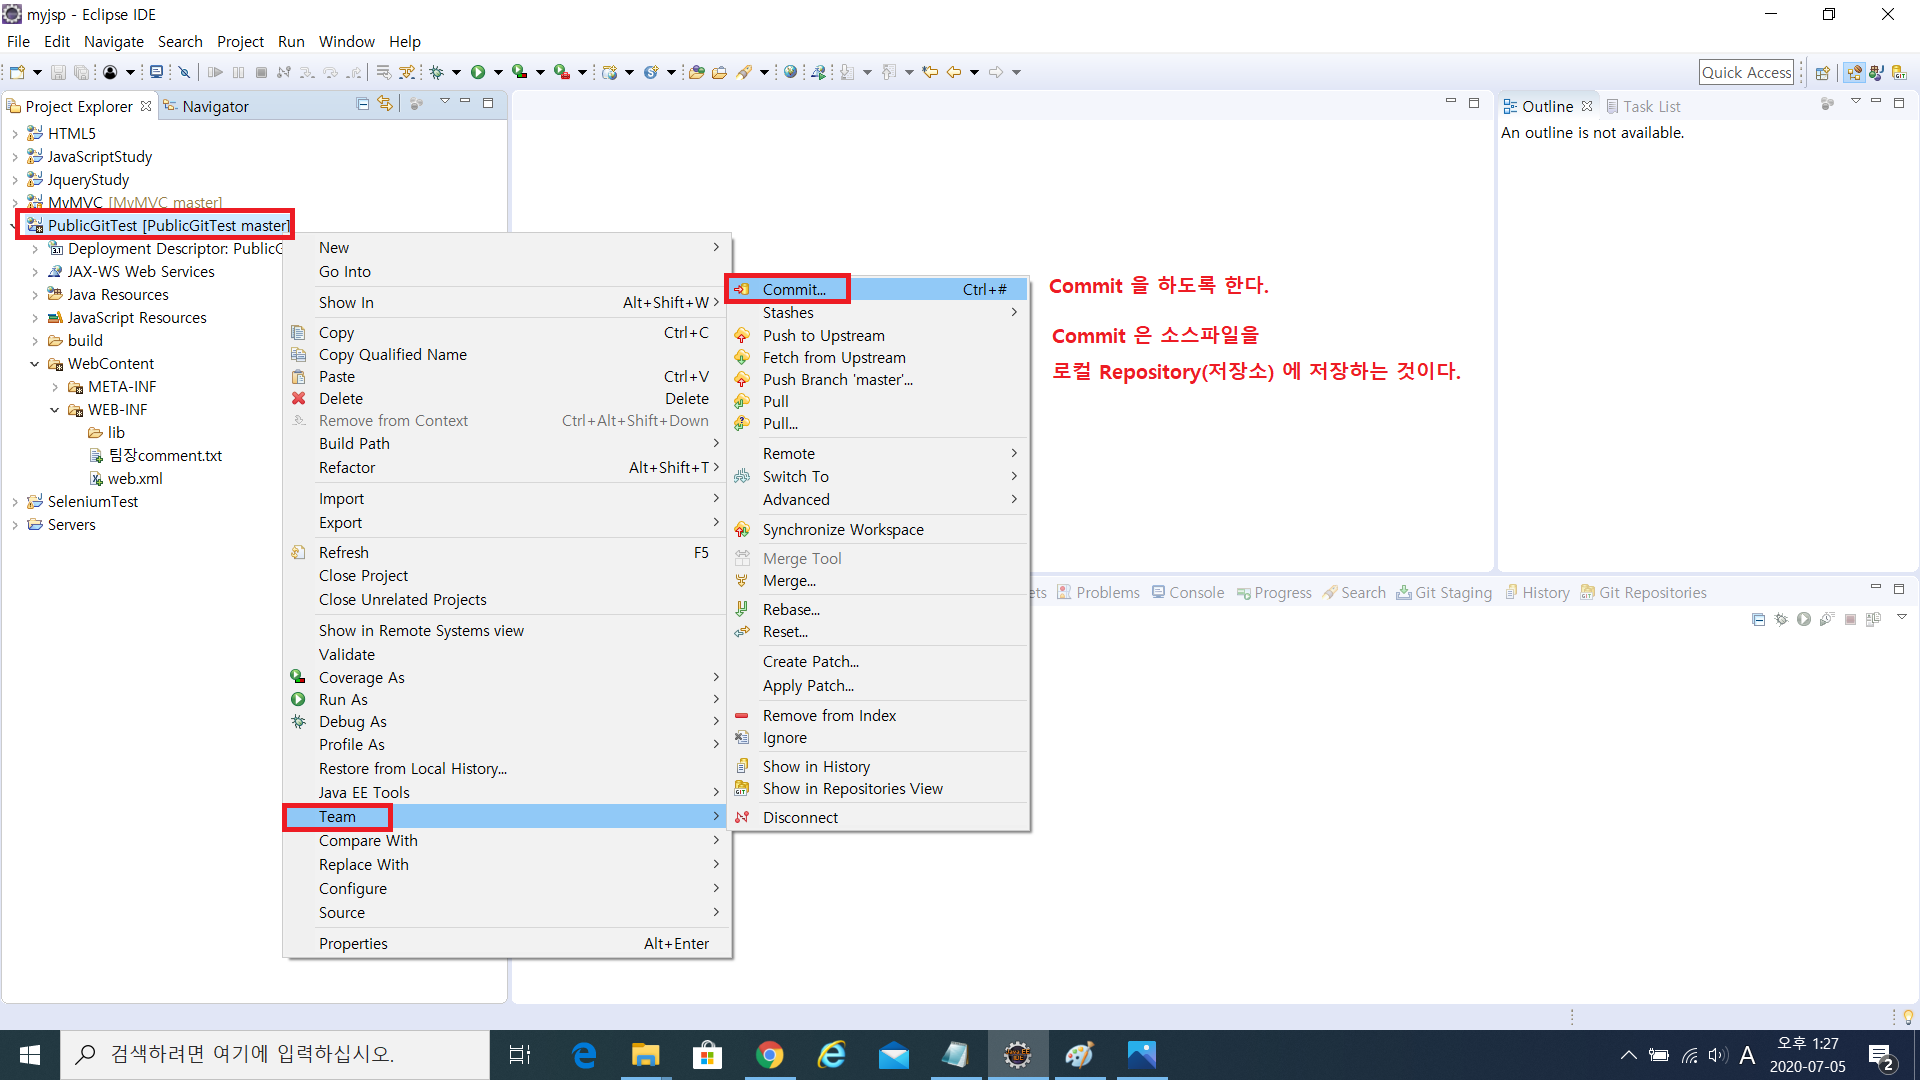 myjsp - Eclipse IDE
File Edit Navigate Search Project Run Window Help
Quick Access
Project Explorer
Navigator
HTML5
JavaScriptStudy
JqueryStudy
MyMVC [MyMVC master]
PublicGitTest [PublicGitTest master]
Deployment Descriptor: PublicG
JAX-WS Web Services
Java Resources
JavaScript Resources
build
WebContent
META-INF
WEB-INF
lib
팀장comment.txt
web.xml
SeleniumTest
Servers
New
Go Into
Show In Alt+Shift+W
Copy Ctrl+C
Copy Qualified Name
Paste Ctrl+V
Delete Delete
Remove from Context Ctrl+Alt+Shift+Down
Build Path
Refactor Alt+Shift+T
Import
Export
Refresh F5
Close Project
Close Unrelated Projects
Show in Remote Systems view
Validate
Coverage As
Run As
Debug As
Profile As
Restore from Local History...
Java EE Tools
Team
Compare With
Replace With
Configure
Source
Properties Alt+Enter
Commit... Ctrl+#
Stashes
Push to Upstream
Fetch from Upstream
Push Branch 'master'...
Pull
Pull...
Remote
Switch To
Advanced
Synchronize Workspace
Merge Tool
Merge...
Rebase...
Reset...
Create Patch...
Apply Patch...
Remove from Index
Ignore
Show in History
Show in Repositories View
Disconnect
Commit 을 하도록 한다.
Commit 은 소스파일을
로컬 Repository(저장소) 에 저장하는 것이다.
Outline
Task List
An outline is not available.
ets Problems Console Progress Search Git Staging History Git Repositories
검색하려면 여기에 입력하십시오.
A
오후 1:27
2020-07-05
2